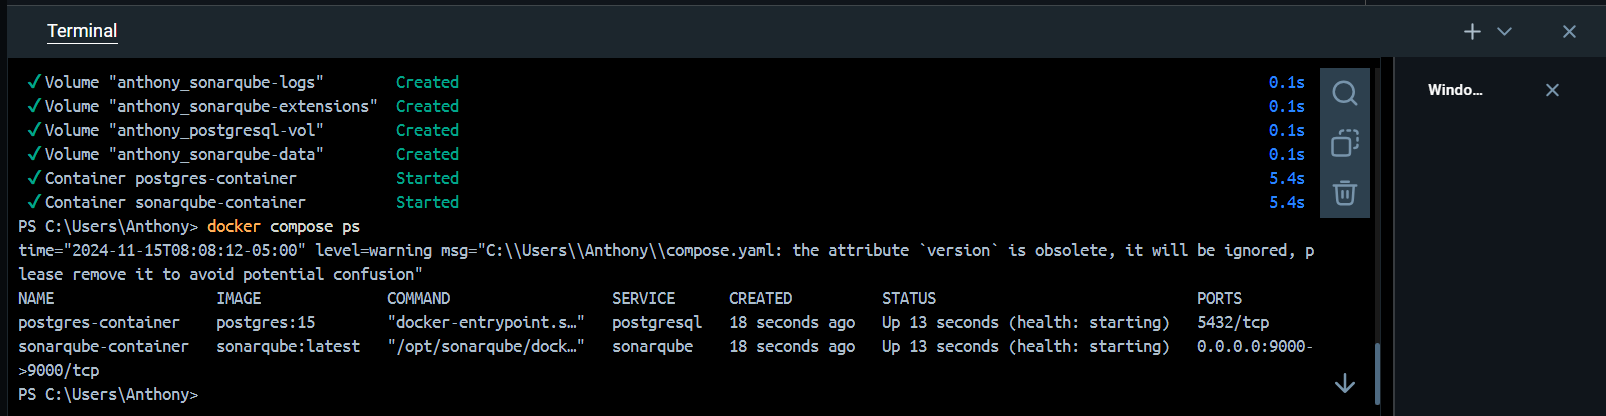 Terminal
✓Volume "anthony_sonarqube-logs" Created 0.1s
✓Volume "anthony_sonarqube-extensions" Created 0.1s
✓Volume "anthony_postgresql-vol" Created 0.1s
✓Volume "anthony_sonarqube-data" Created 0.1s
✓Container postgres-container Started 5.4s
✓Container sonarqube-container Started 5.4s
PS C:\Users\Anthony> docker compose ps
time="2024-11-15T08:08:12-05:00" level=warning msg="C:\\Users\\Anthony\\compose.yaml: the attribute `version` is obsolete, it will be ignored, p
lease remove it to avoid potential confusion"
NAME IMAGE COMMAND SERVICE CREATED STATUS PORTS
postgres-container postgres:15 "docker-entrypoint.s…" postgresql 18 seconds ago Up 13 seconds (health: starting) 5432/tcp
sonarqube-container sonarqube:latest "/opt/sonarqube/dock…" sonarqube 18 seconds ago Up 13 seconds (health: starting) 0.0.0.0:9000-
>9000/tcp
PS C:\Users\Anthony>
Windo...